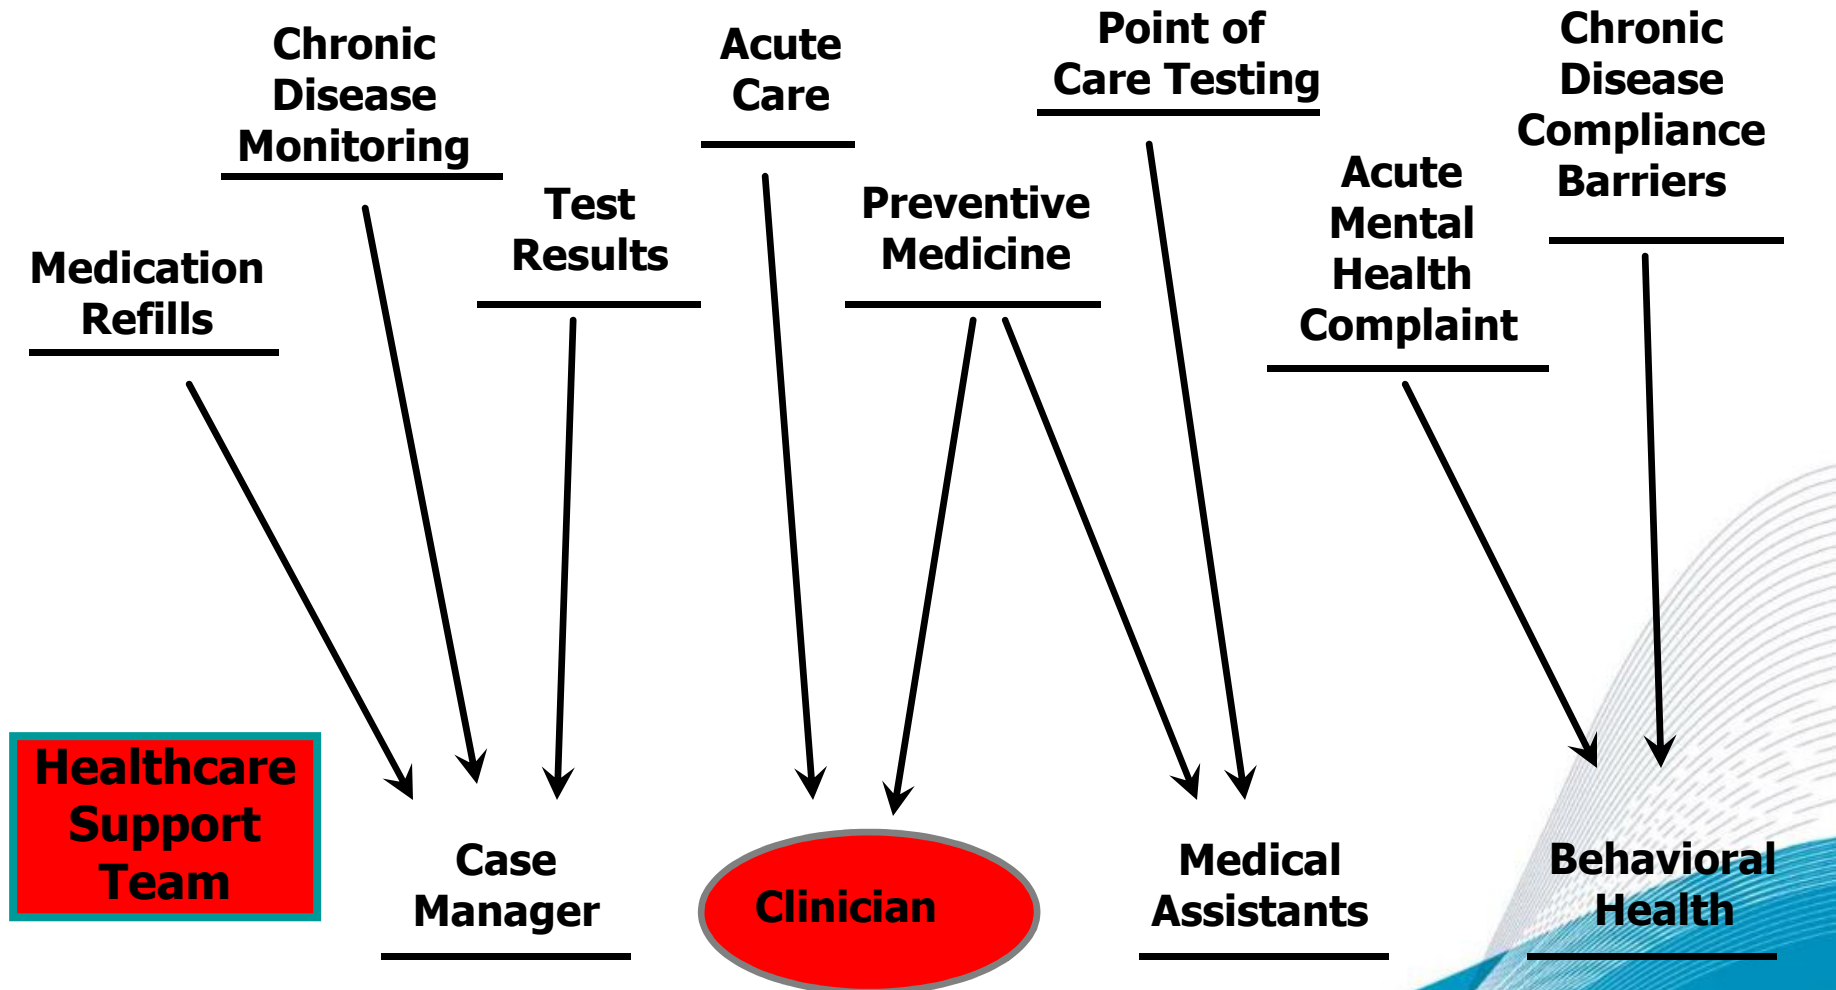 Chronic
Disease
Monitoring
Acute
Care
Point of
Care Testing
Chronic
Disease
Compliance
Barriers
Medication
Refills
Test
Results
Preventive
Medicine
Acute
Mental
Health
Complaint
Healthcare
Support
Team
Case
Manager
Clinician
Medical
Assistants
Behavioral
Health